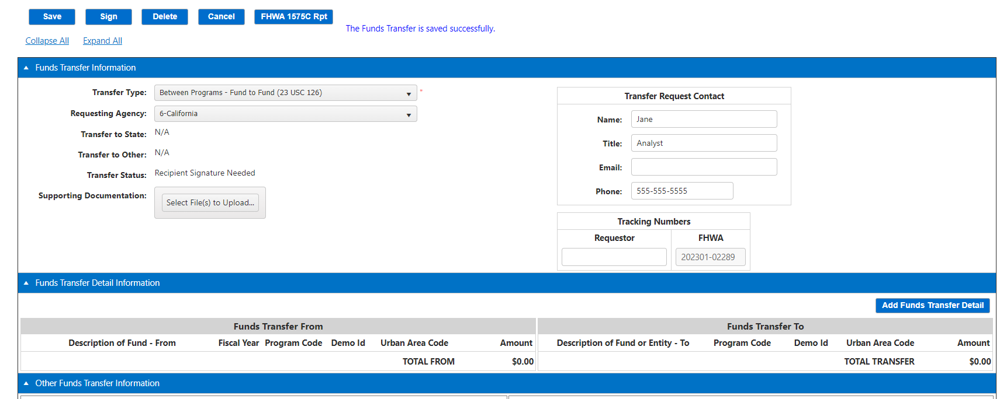 Save Sign Delete Cancel FHWA 1575C Rpt
The Funds Transfer is saved successfully.
Collapse All Expand All
Funds Transfer Information
Transfer Type: Between Programs - Fund to Fund (23 USC 126) *
Requesting Agency: 6-California
Transfer to State: N/A
Transfer to Other: N/A
Transfer Status: Recipient Signature Needed
Supporting Documentation: Select File(s) to Upload...
Transfer Request Contact
Name: Jane
Title: Analyst
Email:
Phone: 555-555-5555
Tracking Numbers
Requestor FHWA
202301-02289
Funds Transfer Detail Information
Add Funds Transfer Detail
Funds Transfer From Funds Transfer To
Description of Fund - From Fiscal Year Program Code Demo Id Urban Area Code Amount Description of Fund or Entity - To Program Code Demo Id Urban Area Code Amount
TOTAL FROM $0.00 TOTAL TRANSFER $0.00
Other Funds Transfer Information